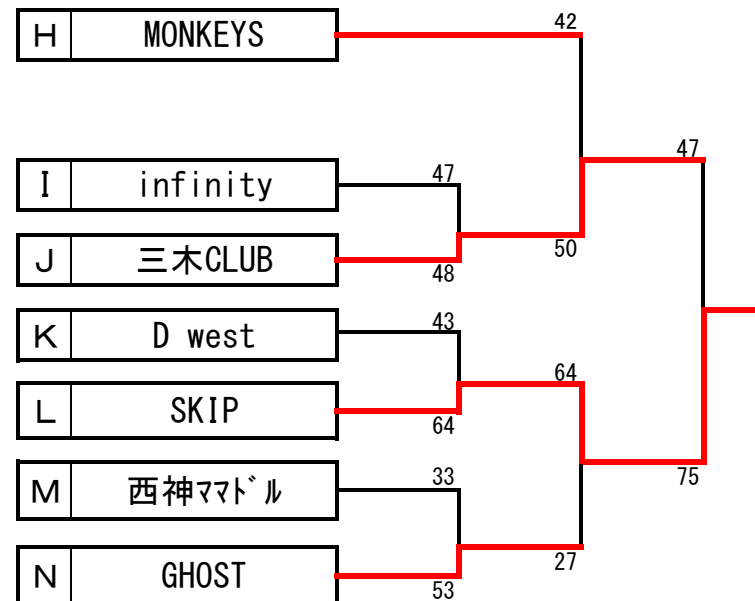 H MONKEYS
42
47
I infinity
47
50
J 三木CLUB
48
K D west
43
64
L SKIP
64
75
M 西神ママドル
33
27
N GHOST
53